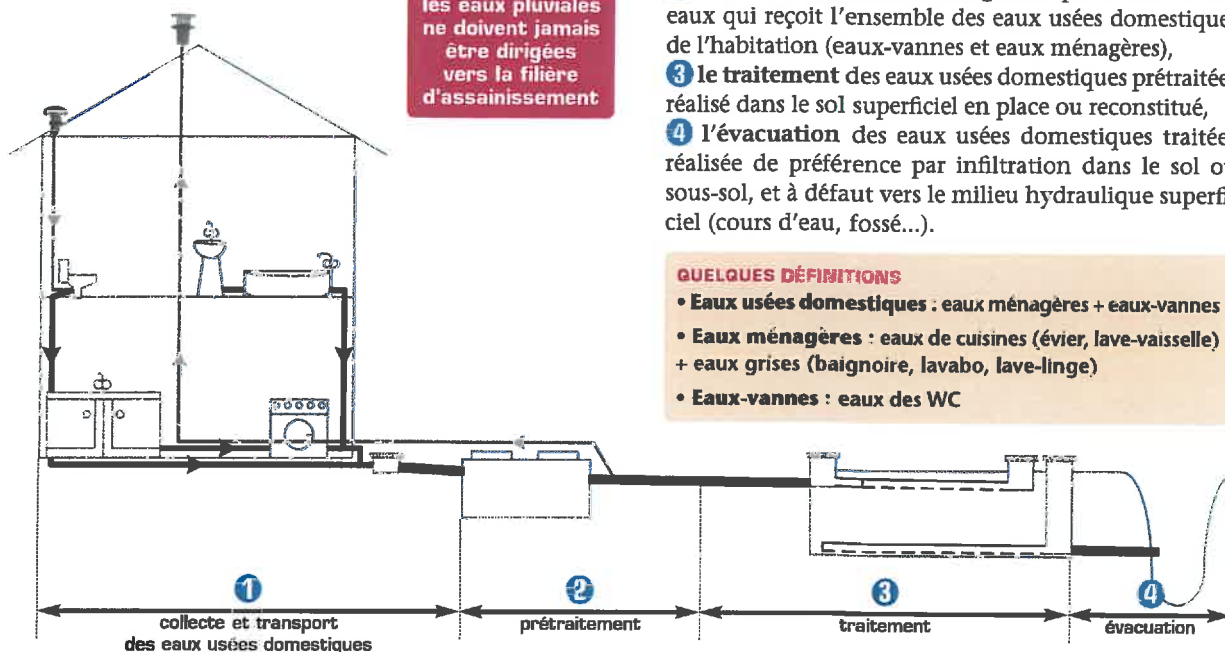 les eaux pluviales
ne doivent jamais
être dirigées
vers la filière
d'assainissement
eaux qui reçoit l'ensemble des eaux usées domestique
de l'habitation (eaux-vannes et eaux ménagères),
3 le traitement des eaux usées domestiques prétraitée
réalisé dans le sol superficiel en place ou reconstitué,
4 l'évacuation des eaux usées domestiques traitée
réalisée de préférence par infiltration dans le sol o
sous-sol, et à défaut vers le milieu hydraulique superfi
ciel (cours d'eau, fossé...).
QUELQUES DÉFINITIONS
• Eaux usées domestiques : eaux ménagères + eaux-vannes
• Eaux ménagères : eaux de cuisines (évier, lave-vaisselle)
+ eaux grises (baignoire, lavabo, lave-linge)
• Eaux-vannes : eaux des WC
1
collecte et transport
des eaux usées domestiques
2
prétraitement
3
traitement
4
évacuation